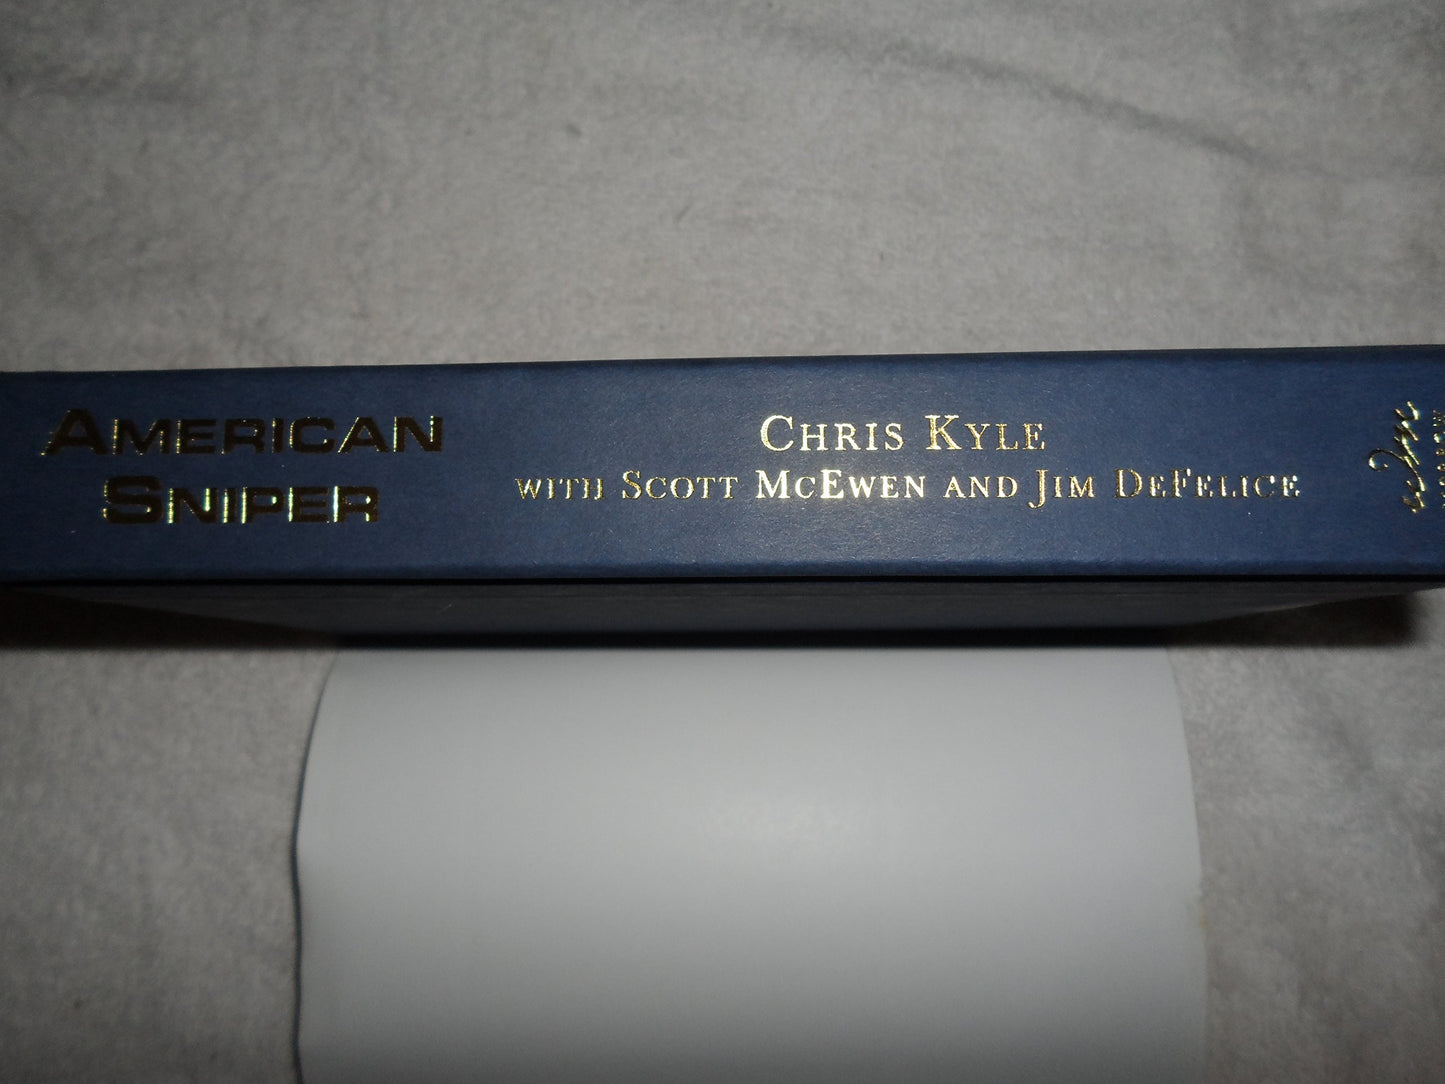 AMERICAN
SNIPER
CHRIS KYLE
WITH SCOTT MCEWEN AND JIM DEFELICE